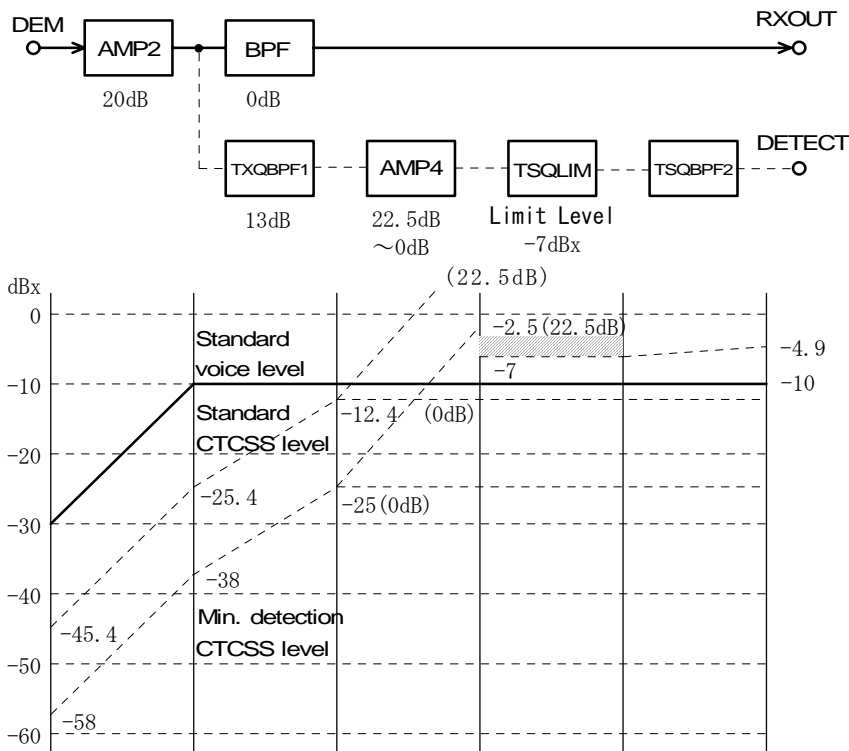 DEM
RXOUT
AMP2
BPF
20dB
0dB
DETECT
TXQBPF1
AMP4
TSQLIM
TSQBPF2
13dB
22.5dB
～0dB
Limit Level
-7dBx
dBx
(22.5dB)
0
-2.5(22.5dB)
Standard
voice level
-4.9
-7
-10
-10
Standard
CTCSS level
-12.4
(0dB)
-20
-25.4
-25(0dB)
-30
-38
-40
Min. detection
CTCSS level
-45.4
-50
-58
-60